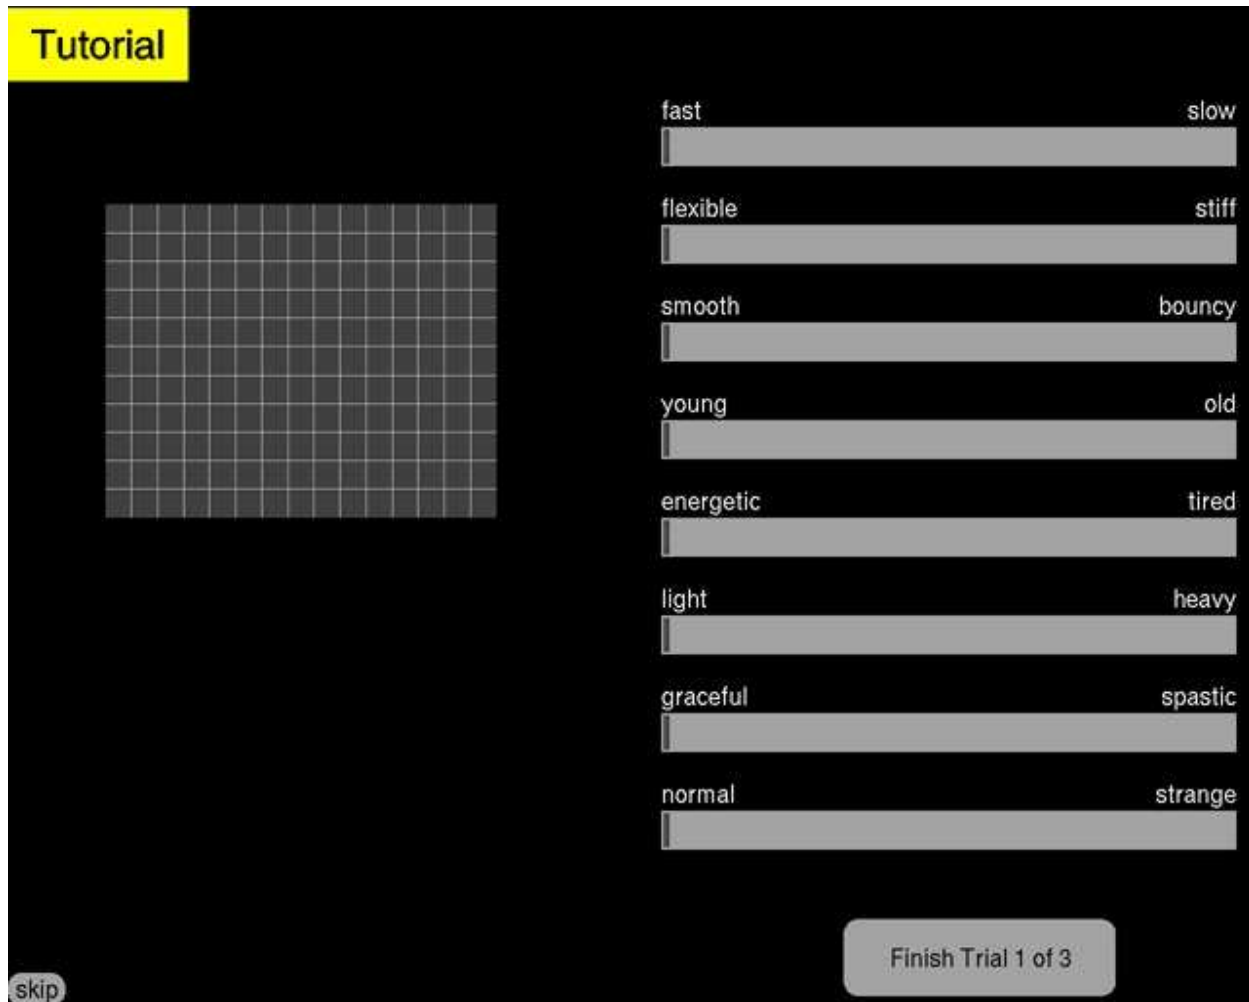 Tutorial
fast slow
flexible stiff
smooth bouncy
young old
energetic tired
light heavy
graceful spastic
normal strange
Finish Trial 1 of 3
skip